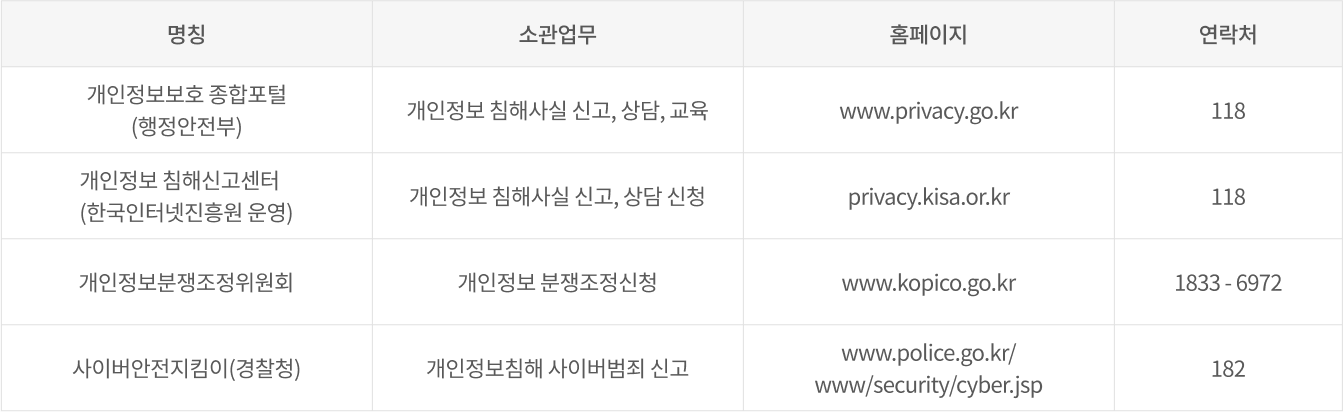 명칭 소관업무 홈페이지 연락처
개인정보보호 종합포털
(행정안전부)
개인정보 침해사실 신고, 상담, 교육
www.privacy.go.kr
118
개인정보 침해신고센터
(한국인터넷진흥원 운영)
개인정보 침해사실 신고, 상담 신청
privacy.kisa.or.kr
118
개인정보분쟁조정위원회
개인정보 분쟁조정신청
www.kopico.go.kr
1833 - 6972
사이버안전지킴이(경찰청)
개인정보침해 사이버범죄 신고
www.police.go.kr/
www/security/cyber.jsp
182